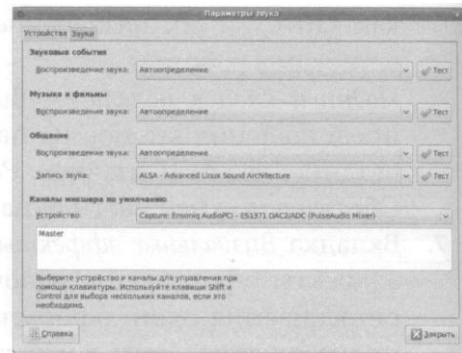 Параметры звука
Устройства Звуки
Звуковые события
Воспроизведение звука: Автоопределение Тест
Музыка и фильмы
Воспроизведение звука: Автоопределение Тест
Общение
Воспроизведение звука: Автоопределение Тест
Запись звука: ALSA - Advanced Linux Sound Architecture Тест
Каналы микшера по умолчанию
Устройство: Capture: Ensoniq AudioPCI - ES1371 DAC2/ADC (PulseAudio Mixer)
Master
Выберите устройство и каналы для управления при
помощи клавиатуры. Используйте клавиши Shift и
Control для выбора нескольких каналов, если это
необходимо.
Справка Закрыть